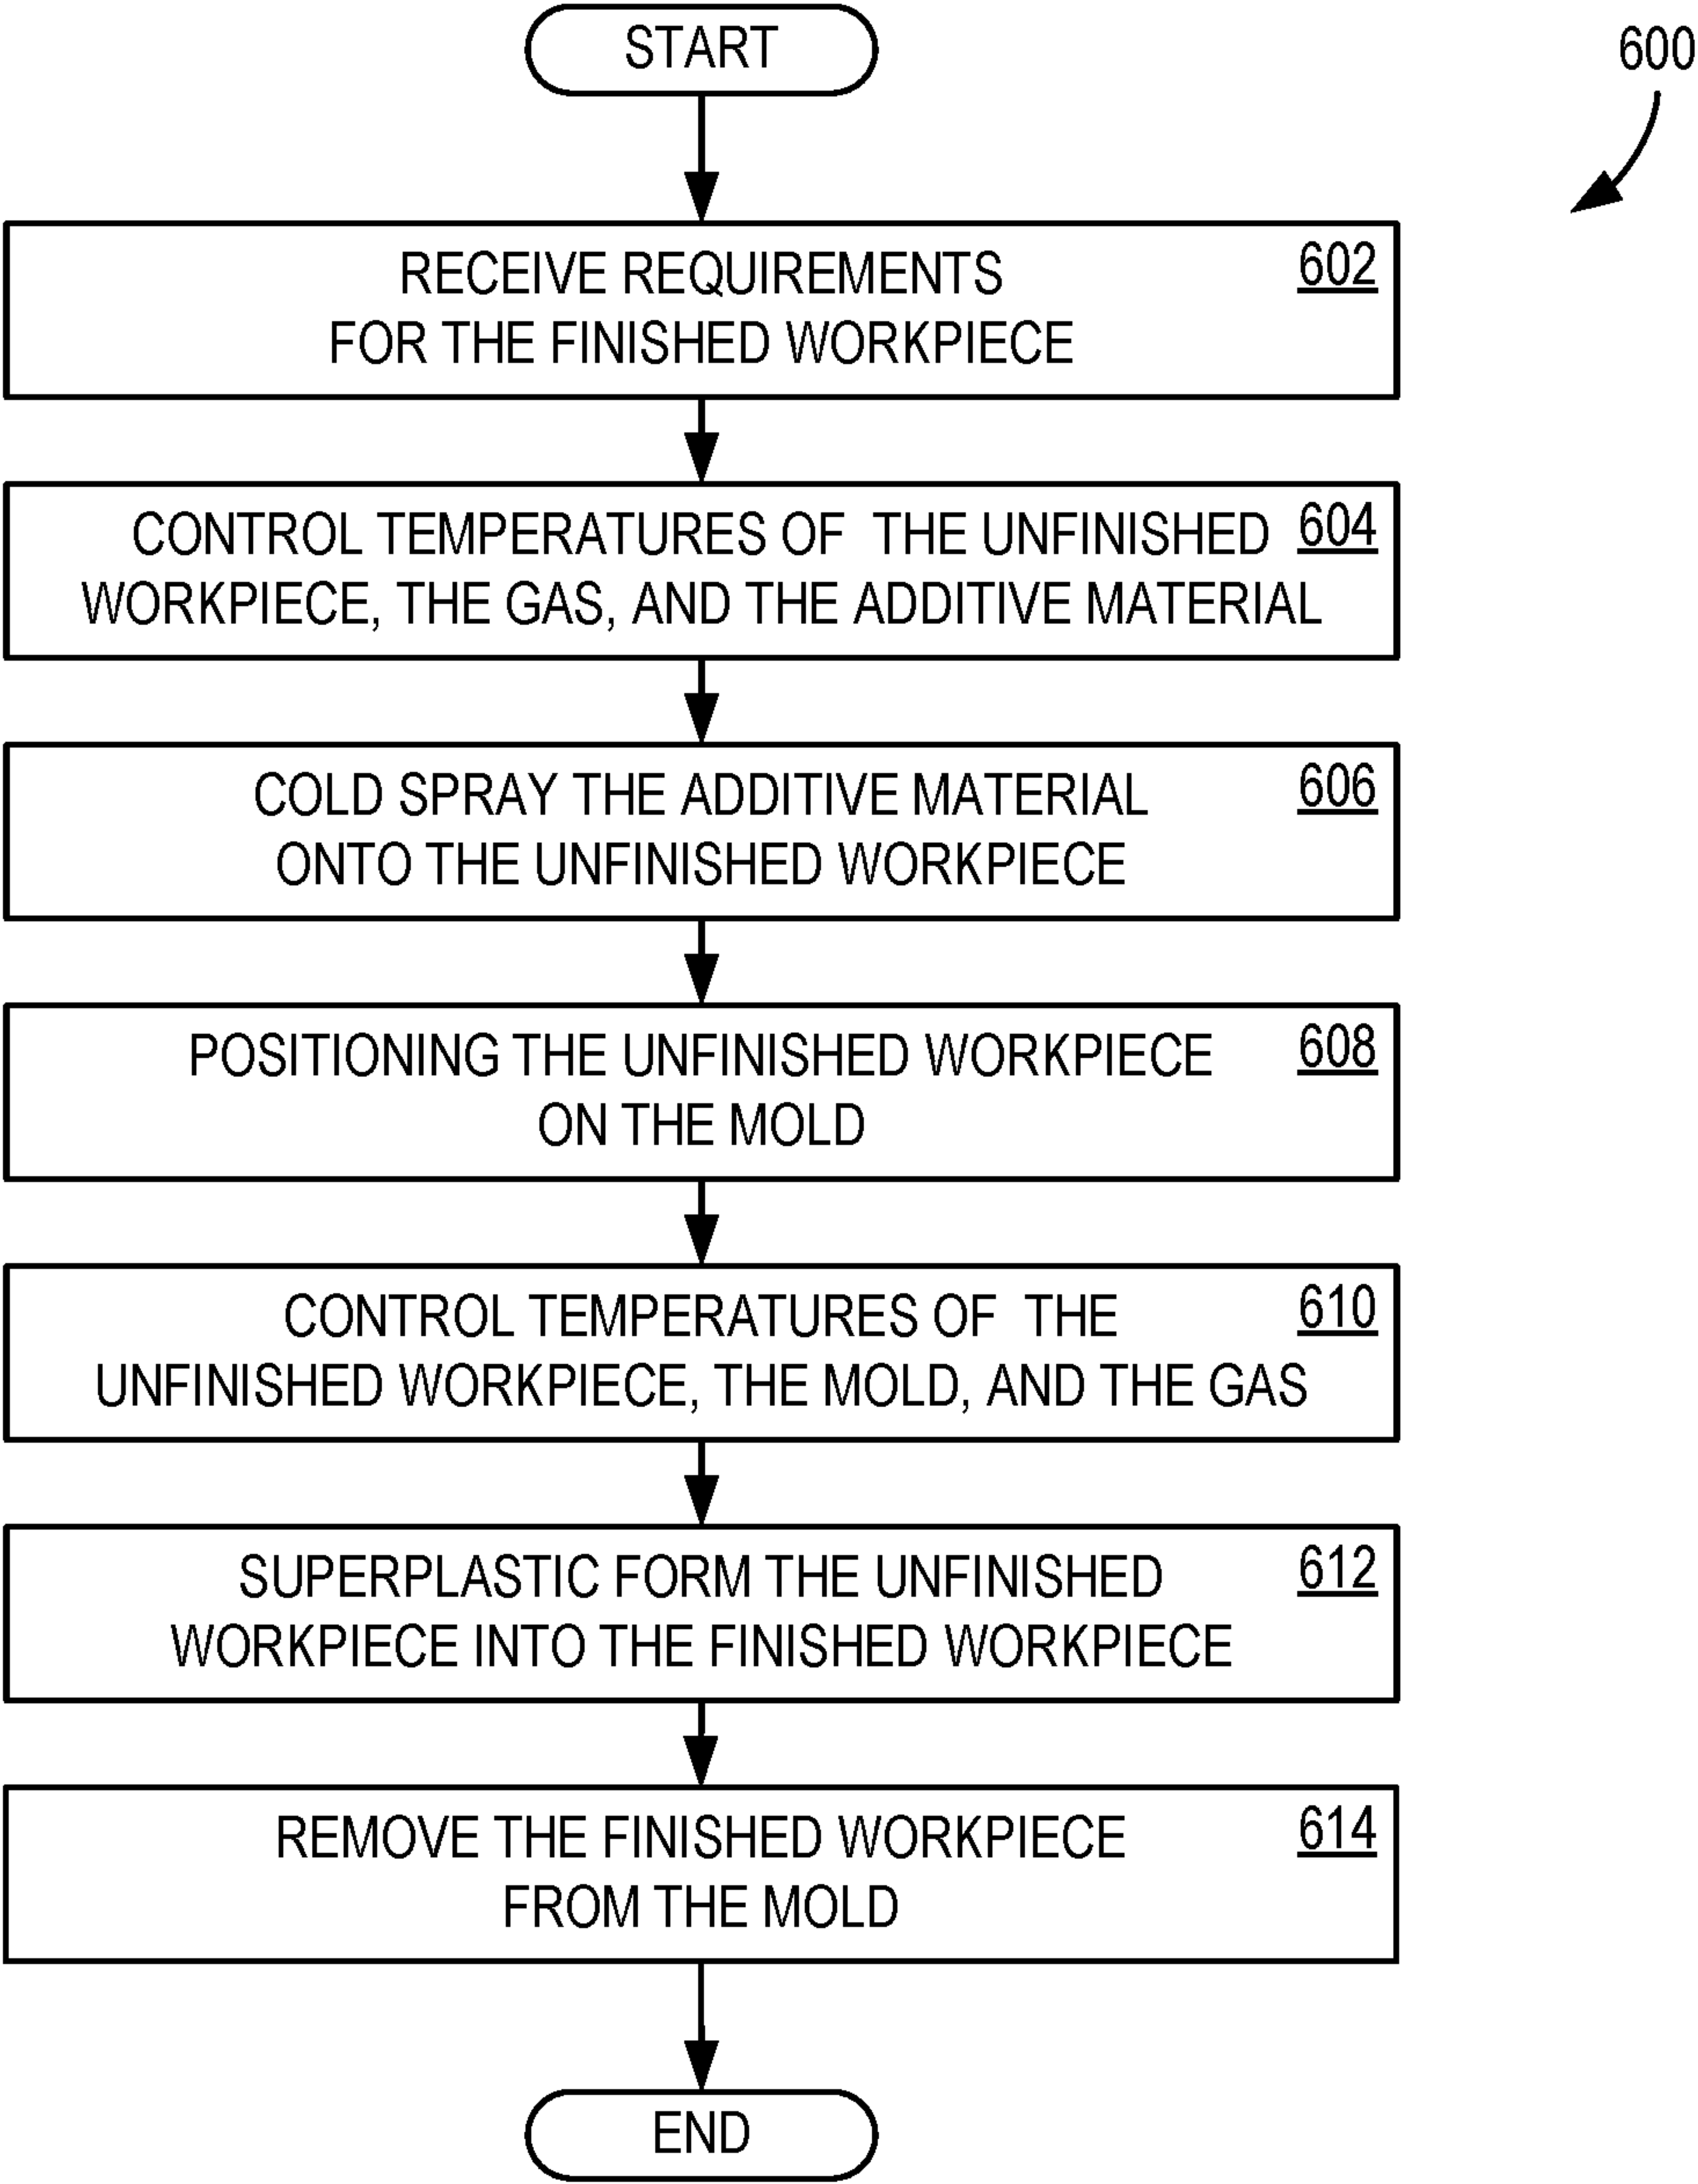 START
600
RECEIVE REQUIREMENTS
602
FOR THE FINISHED WORKPIECE
CONTROL TEMPERATURES OF THE UNFINISHED
604
WORKPIECE, THE GAS, AND THE ADDITIVE MATERIAL
COLD SPRAY THE ADDITIVE MATERIAL
606
ONTO THE UNFINISHED WORKPIECE
POSITIONING THE UNFINISHED WORKPIECE
608
ON THE MOLD
CONTROL TEMPERATURES OF THE
610
UNFINISHED WORKPIECE, THE MOLD, AND THE GAS
SUPERPLASTIC FORM THE UNFINISHED
612
WORKPIECE INTO THE FINISHED WORKPIECE
REMOVE THE FINISHED WORKPIECE
614
FROM THE MOLD
END